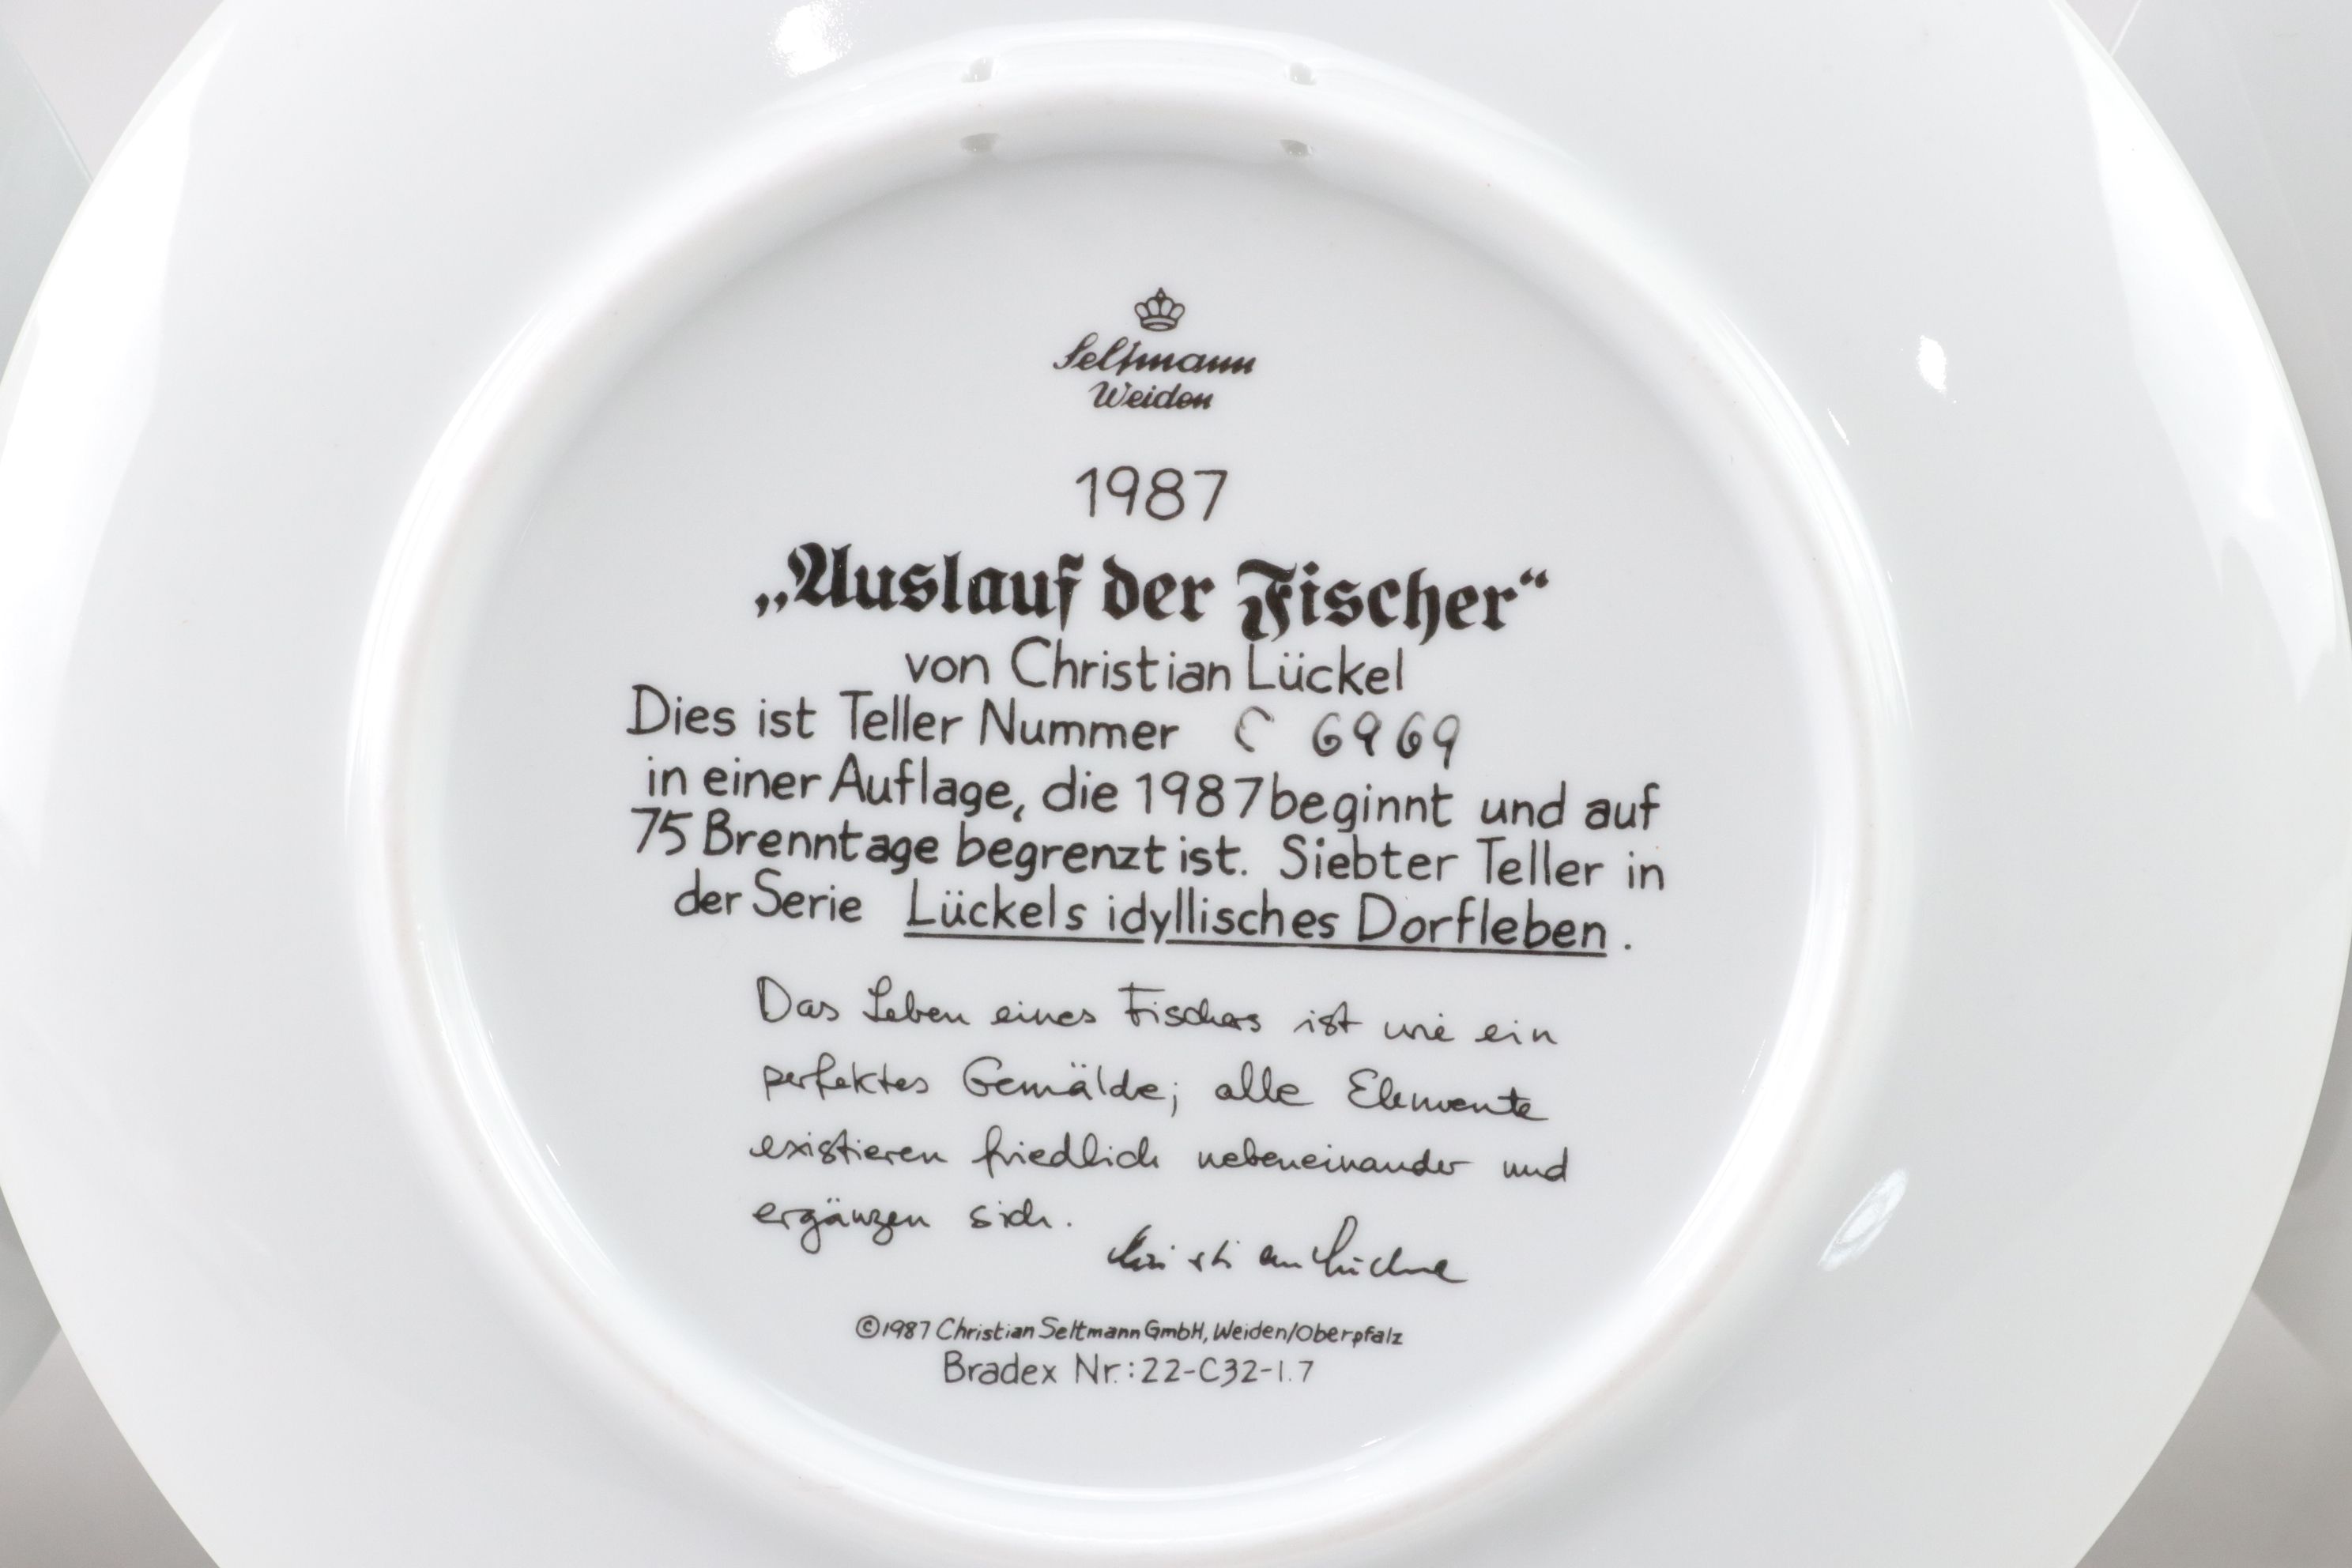 Seltmann
Weiden
1987
„Auslauf der Fischer“
von Christian Lückel
Dies ist Teller Nummer C 6969
in einer Auflage, die 1987 beginnt und auf
75 Brenntage begrenzt ist. Siebter Teller in
der Serie Lückels idyllisches Dorfleben.
Das Leben eines Fischers ist wie ein
perfektes Gemälde; alle Elemente
existieren friedlich nebeneinander und
ergänzen sich.
©1987 Christian Seltmann GmbH, Weiden/Oberpfalz
Bradex Nr.: 22-C32-1.7